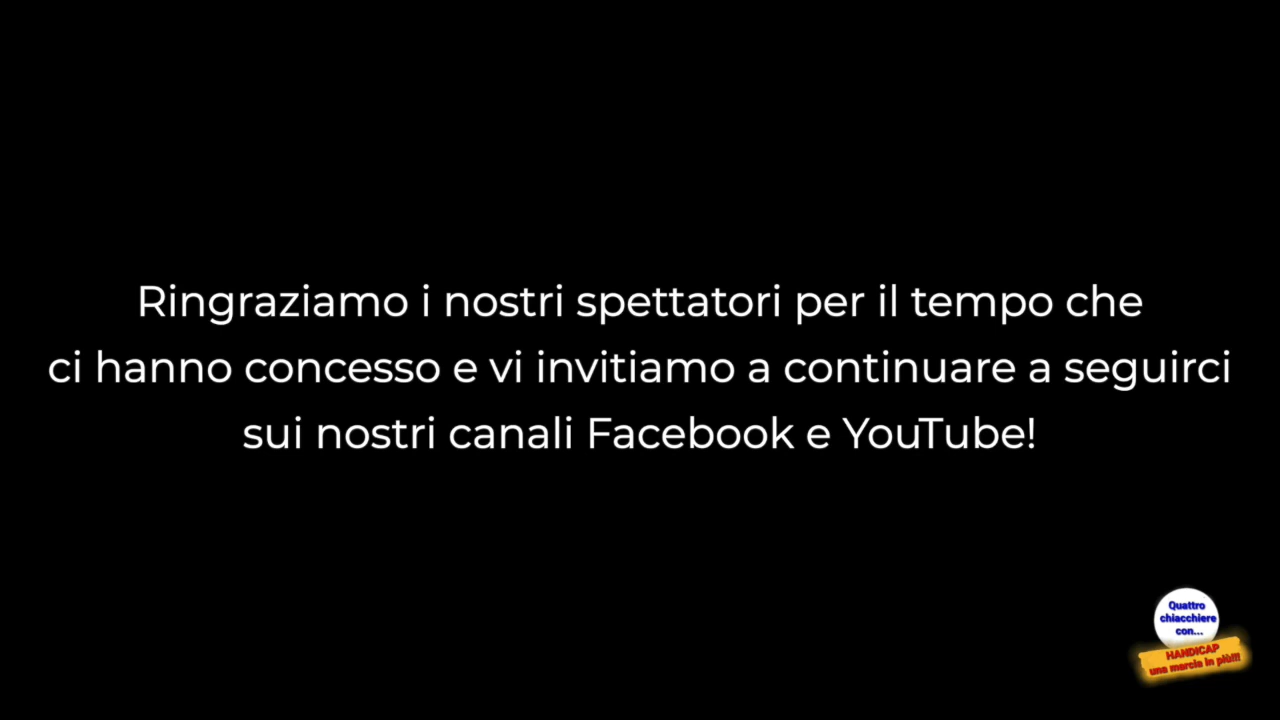 Ringraziamo i nostri spettatori per il tempo che
ci hanno concesso e vi invitiamo a continuare a seguirci
sui nostri canali Facebook e YouTube!
Quattro
chiacchiere
con...
HANDICAP
una marcia in più!!!